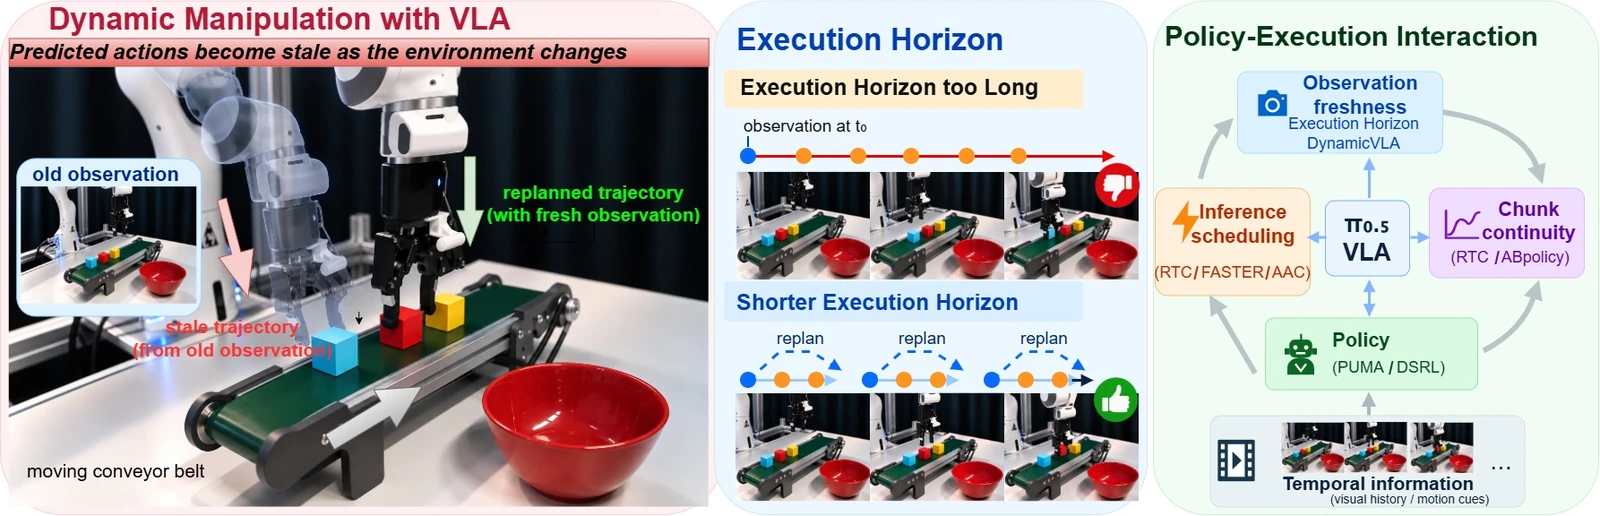 Dynamic Manipulation with VLA
Predicted actions become stale as the environment changes
old observation
replanned trajectory
(with fresh observation)
stale trajectory
(from old observation)
moving conveyor belt
Execution Horizon
Execution Horizon too Long
observation at t₀
Shorter Execution Horizon
replan
replan
replan
Policy-Execution Interaction
Observation
freshness
Execution Horizon
DynamicVLA
Inference
scheduling
(RTC/FASTER/AAC)
π0.5
VLA
Chunk
continuity
(RTC /ABpolicy)
Policy
(PUMA / DSRL)
...
Temporal information
(visual history / motion cues)